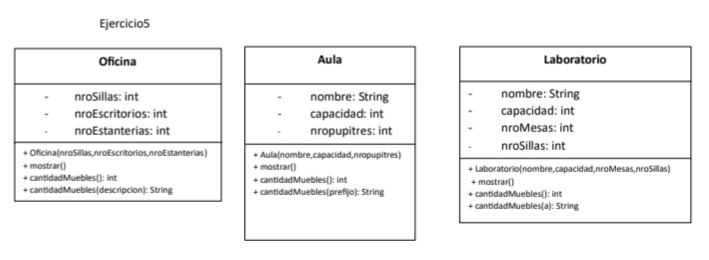 Ejercicio5
Oficina
- nroSillas: int
- nroEscritorios: int
- nroEstanterias: int
+ Oficina(nroSillas,nroEscritorios,nroEstanterias)
+ mostrar()
+ cantidadMuebles(): int
+ cantidadMuebles(descripcion): String
Aula
- nombre: String
- capacidad: int
- nropupitres: int
+ Aula(nombre,capacidad,nropupitres)
+ mostrar()
+ cantidadMuebles(): int
+ cantidadMuebles(prefijo): String
Laboratorio
- nombre: String
- capacidad: int
- nroMesas: int
- nroSillas: int
+ Laboratorio(nombre,capacidad,nroMesas,nroSillas)
+ mostrar()
+ cantidadMuebles(): int
+ cantidadMuebles(a): String